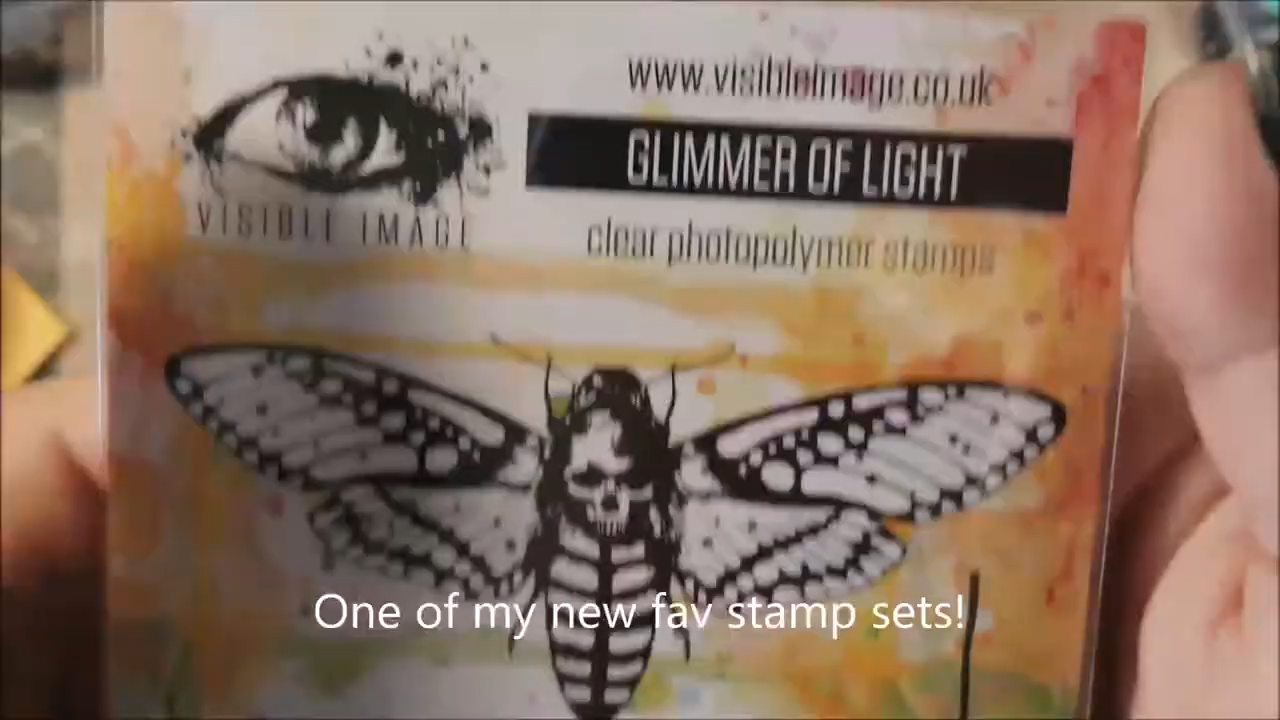 www.visibleimage.co.uk
GLIMMER OF LIGHT
VISIBLE IMAGE
clear photopolymer stamps
One of my new fav stamp sets!